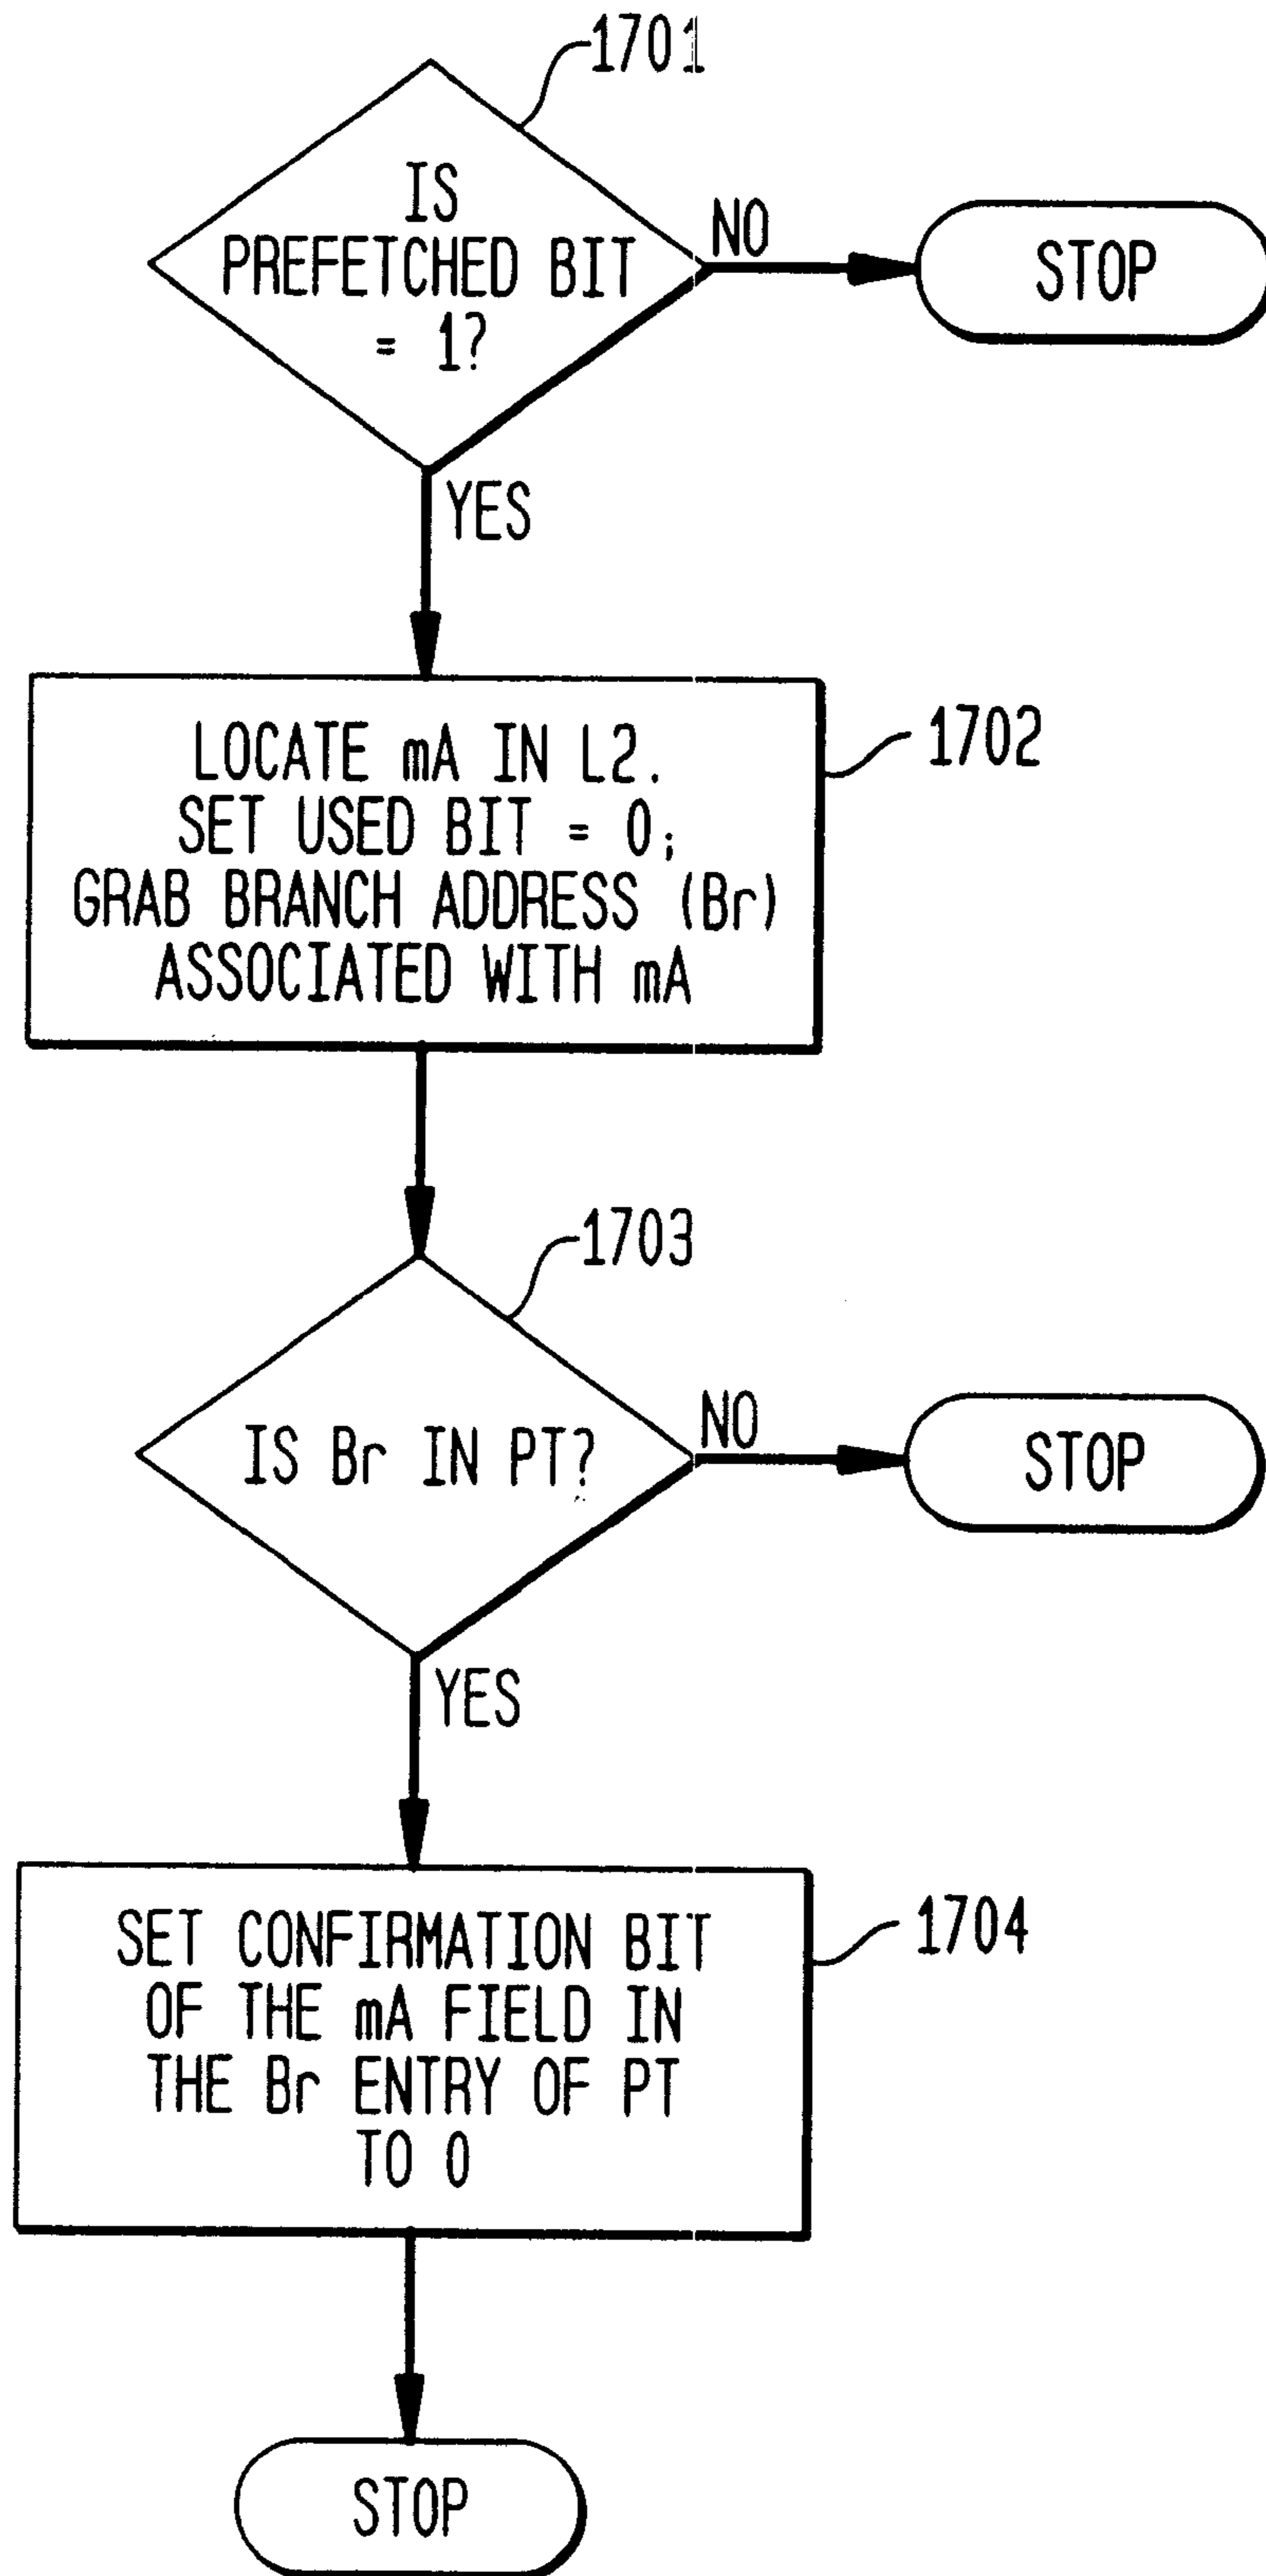 1701
IS
PREFETCHED BIT
= 1?
NO
STOP
YES
LOCATE mA IN L2.
SET USED BIT = 0;
GRAB BRANCH ADDRESS (Br)
ASSOCIATED WITH mA
1702
1703
IS Br IN PT?
NO
STOP
YES
SET CONFIRMATION BIT
OF THE mA FIELD IN
THE Br ENTRY OF PT
TO 0
1704
STOP